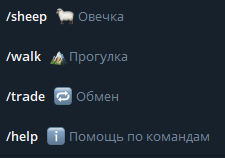 /sheep 🐑 Овечка
/walk ⛰️ Прогулка
/trade 🔁 Обмен
/help ℹ️ Помощь по командам